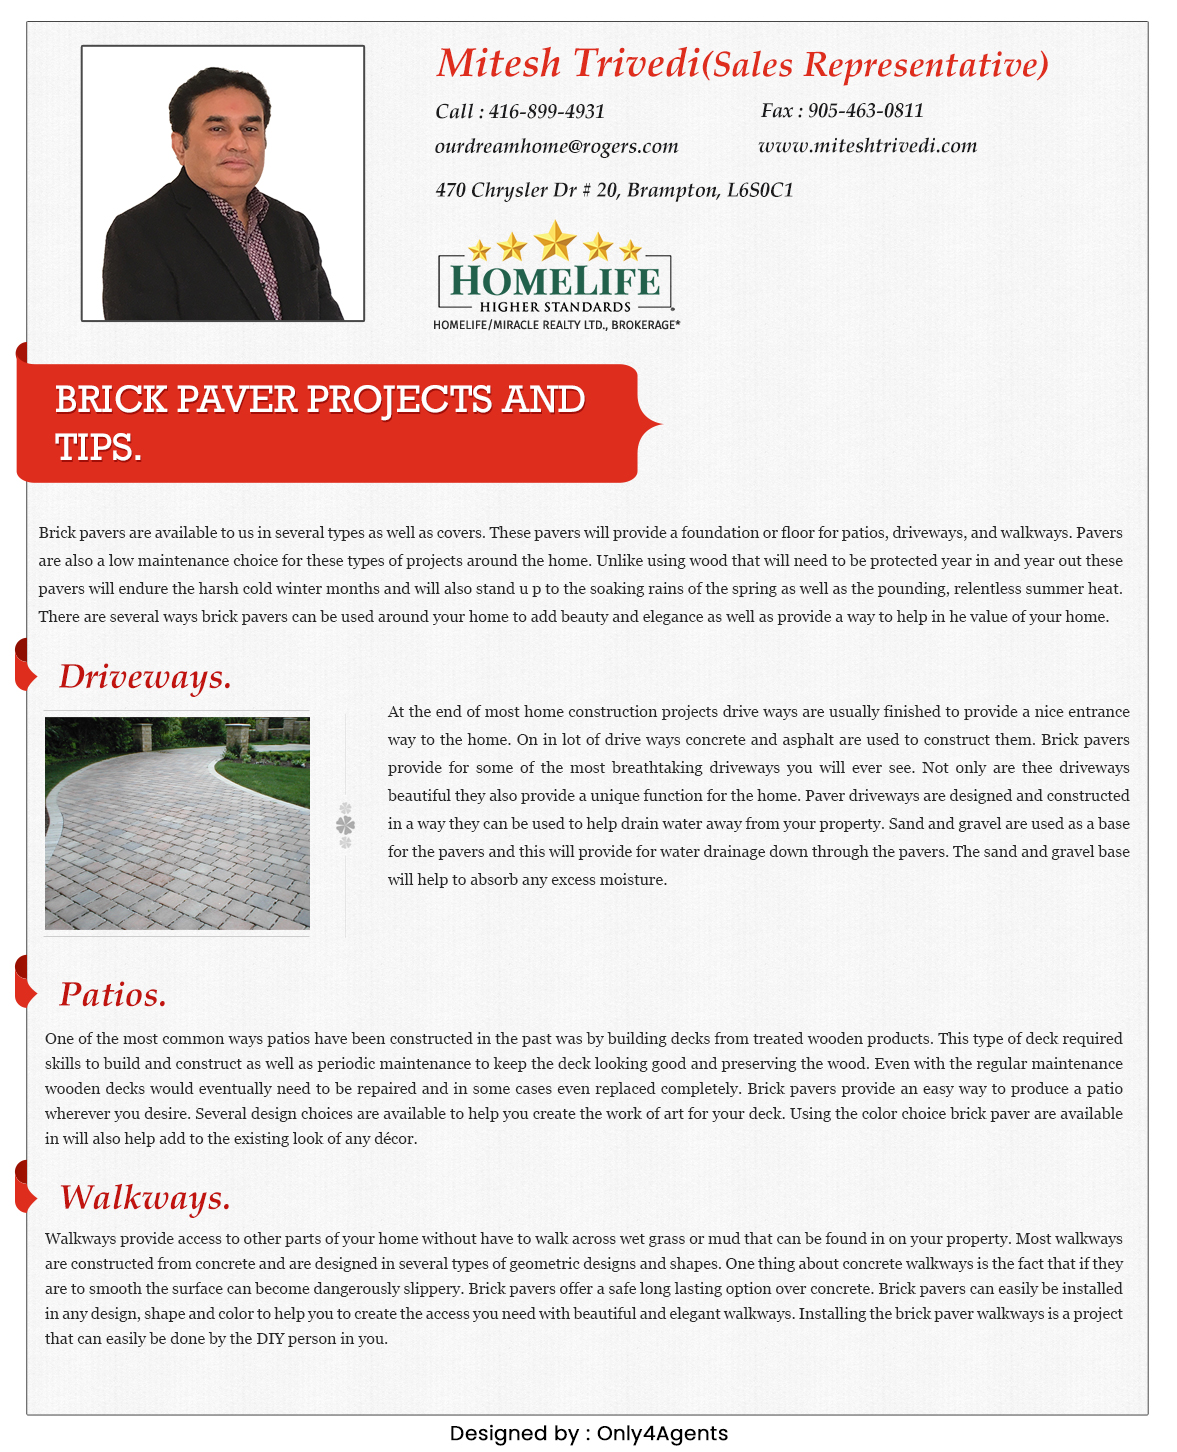 Mitesh Trivedi(Sales Representative)
Call : 416-899-4931
Fax : 905-463-0811
ourdreamhome@rogers.com
www.miteshtrivedi.com
470 Chrysler Dr # 20, Brampton, L6S0C1
HOMELIFE
HIGHER STANDARDS
HOMELIFE/MIRACLE REALTY LTD., BROKERAGE*
BRICK PAVER PROJECTS AND
TIPS.
Brick pavers are available to us in several types as well as covers. These pavers will provide a foundation or floor for patios, driveways, and walkways. Pavers
are also a low maintenance choice for these types of projects around the home. Unlike using wood that will need to be protected year in and year out these
pavers will endure the harsh cold winter months and will also stand u p to the soaking rains of the spring as well as the pounding, relentless summer heat.
There are several ways brick pavers can be used around your home to add beauty and elegance as well as provide a way to help in he value of your home.
Driveways.
At the end of most home construction projects drive ways are usually finished to provide a nice entrance
way to the home. On in lot of drive ways concrete and asphalt are used to construct them. Brick pavers
provide for some of the most breathtaking driveways you will ever see. Not only are thee driveways
beautiful they also provide a unique function for the home. Paver driveways are designed and constructed
in a way they can be used to help drain water away from your property. Sand and gravel are used as a base
for the pavers and this will provide for water drainage down through the pavers. The sand and gravel base
will help to absorb any excess moisture.
Patios.
One of the most common ways patios have been constructed in the past was by building decks from treated wooden products. This type of deck required
skills to build and construct as well as periodic maintenance to keep the deck looking good and preserving the wood. Even with the regular maintenance
wooden decks would eventually need to be repaired and in some cases even replaced completely. Brick pavers provide an easy way to produce a patio
wherever you desire. Several design choices are available to help you create the work of art for your deck. Using the color choice brick paver are available
in will also help add to the existing look of any décor.
Walkways.
Walkways provide access to other parts of your home without have to walk across wet grass or mud that can be found in on your property. Most walkways
are constructed from concrete and are designed in several types of geometric designs and shapes. One thing about concrete walkways is the fact that if they
are to smooth the surface can become dangerously slippery. Brick pavers offer a safe long lasting option over concrete. Brick pavers can easily be installed
in any design, shape and color to help you to create the access you need with beautiful and elegant walkways. Installing the brick paver walkways is a project
that can easily be done by the DIY person in you.
Designed by : Only4Agents